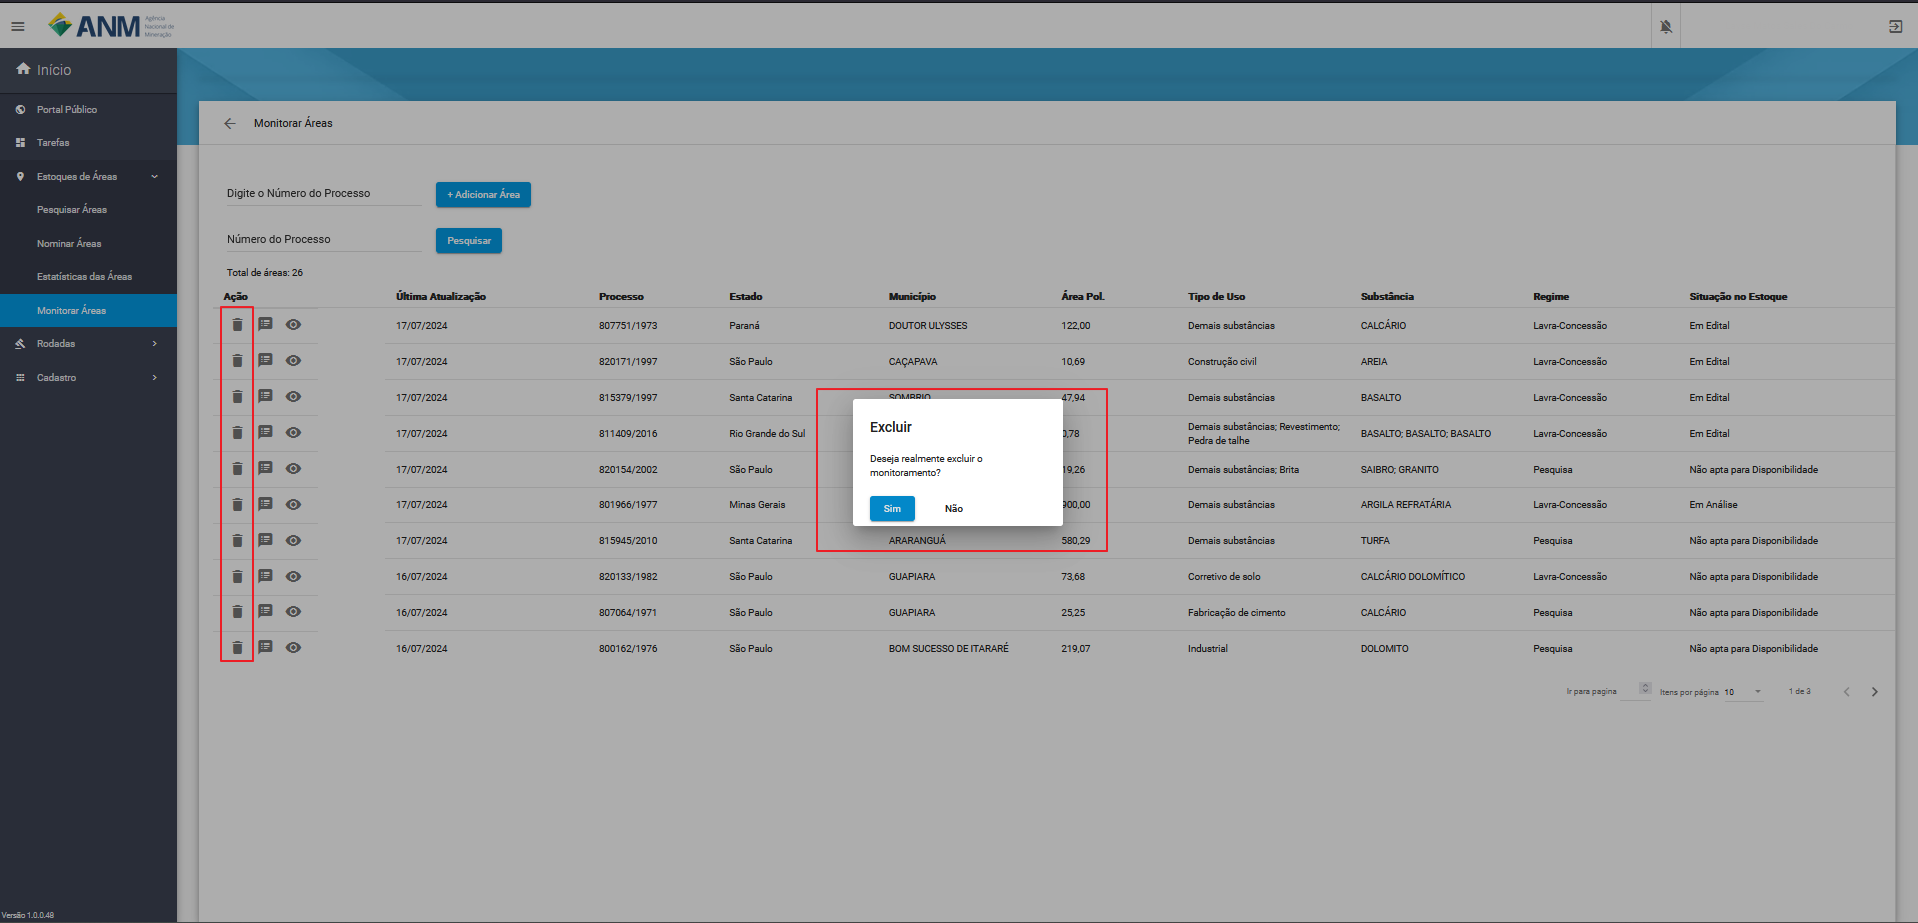 ANM Agência
Nacional de
Mineração
Início
Portal Público
Tarefas
Estoques de Áreas
Pesquisar Áreas
Nominar Áreas
Estatísticas das Áreas
Monitorar Áreas
Rodadas
Cadastro
Versão 1.0.0.48
Monitorar Áreas
Digite o Número do Processo + Adicionar Área
Número do Processo Pesquisar
Total de áreas: 26
Ação Última Atualização Processo Estado Município Área Pol. Tipo de Uso Substância Regime Situação no Estoque
17/07/2024 807751/1973 Paraná DOUTOR ULYSSES 122,00 Demais substâncias CALCÁRIO Lavra-Concessão Em Edital
17/07/2024 820171/1997 São Paulo CAÇAPAVA 10,69 Construção civil AREIA Lavra-Concessão Em Edital
17/07/2024 815379/1997 Santa Catarina SOMBRIO 47,94 Demais substâncias BASALTO Lavra-Concessão Em Edital
17/07/2024 811409/2016 Rio Grande do Sul 0,78 Demais substâncias; Revestimento;
Pedra de talhe BASALTO; BASALTO; BASALTO Lavra-Concessão Em Edital
17/07/2024 820154/2002 São Paulo 19,26 Demais substâncias; Brita SAIBRO; GRANITO Pesquisa Não apta para Disponibilidade
17/07/2024 801966/1977 Minas Gerais 900,00 Demais substâncias ARGILA REFRATÁRIA Lavra-Concessão Em Análise
17/07/2024 815945/2010 Santa Catarina ARARANGUÁ 580,29 Demais substâncias TURFA Pesquisa Não apta para Disponibilidade
16/07/2024 820133/1982 São Paulo GUAPIARA 73,68 Corretivo de solo CALCÁRIO DOLOMÍTICO Lavra-Concessão Não apta para Disponibilidade
16/07/2024 807064/1971 São Paulo GUAPIARA 25,25 Fabricação de cimento CALCÁRIO Pesquisa Não apta para Disponibilidade
16/07/2024 800162/1976 São Paulo BOM SUCESSO DE ITARARÉ 219,07 Industrial DOLOMITO Pesquisa Não apta para Disponibilidade
Excluir
Deseja realmente excluir o
monitoramento?
Sim Não
Ir para pagina Itens por página 10 1 de 3